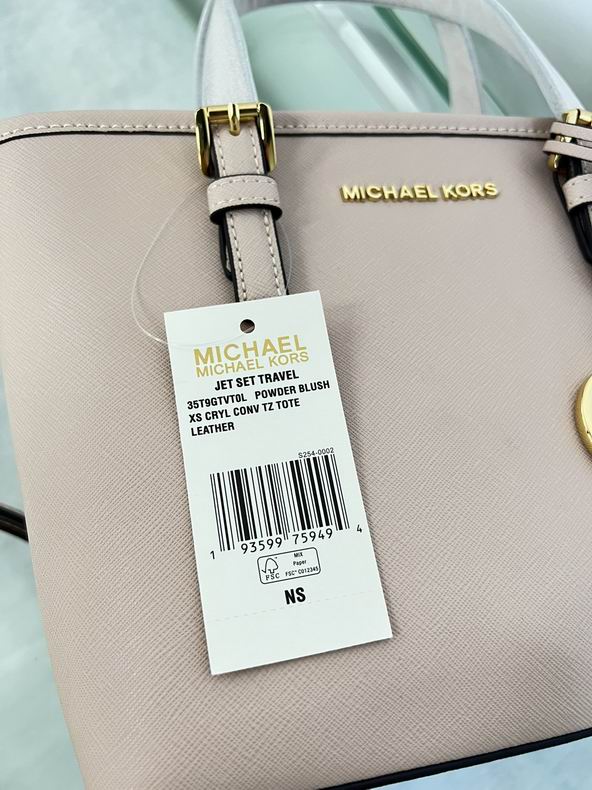 MICHAEL KORS
MICHAEL
MICHAEL KORS
JET SET TRAVEL
35T9GTVT0L POWDER BLUSH
XS CRYL CONV TZ TOTE
LEATHER
S254-0002
1 93599 75949 4
FSC
MIX
Paper
FSC™ C012345
NS